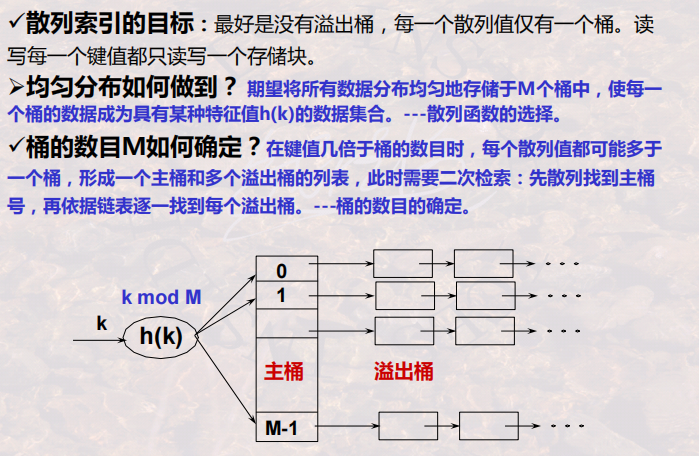 ✓散列索引的目标：最好是没有溢出桶，每一个散列值仅有一个桶。读
写每一个键值都只读写一个存储块。
➢均匀分布如何做到？期望将所有数据分布均匀地存储于M个桶中，使每一
个桶的数据成为具有某种特征值h(k)的数据集合。---散列函数的选择。
✓桶的数目M如何确定？在键值几倍于桶的数目时，每个散列值都可能多于
一个桶，形成一个主桶和多个溢出桶的列表，此时需要二次检索：先散列找到主桶
号，再依据链表逐一找到每个溢出桶。---桶的数目的确定。
0
k mod M
1
k
h(k)
主桶
溢出桶
M-1